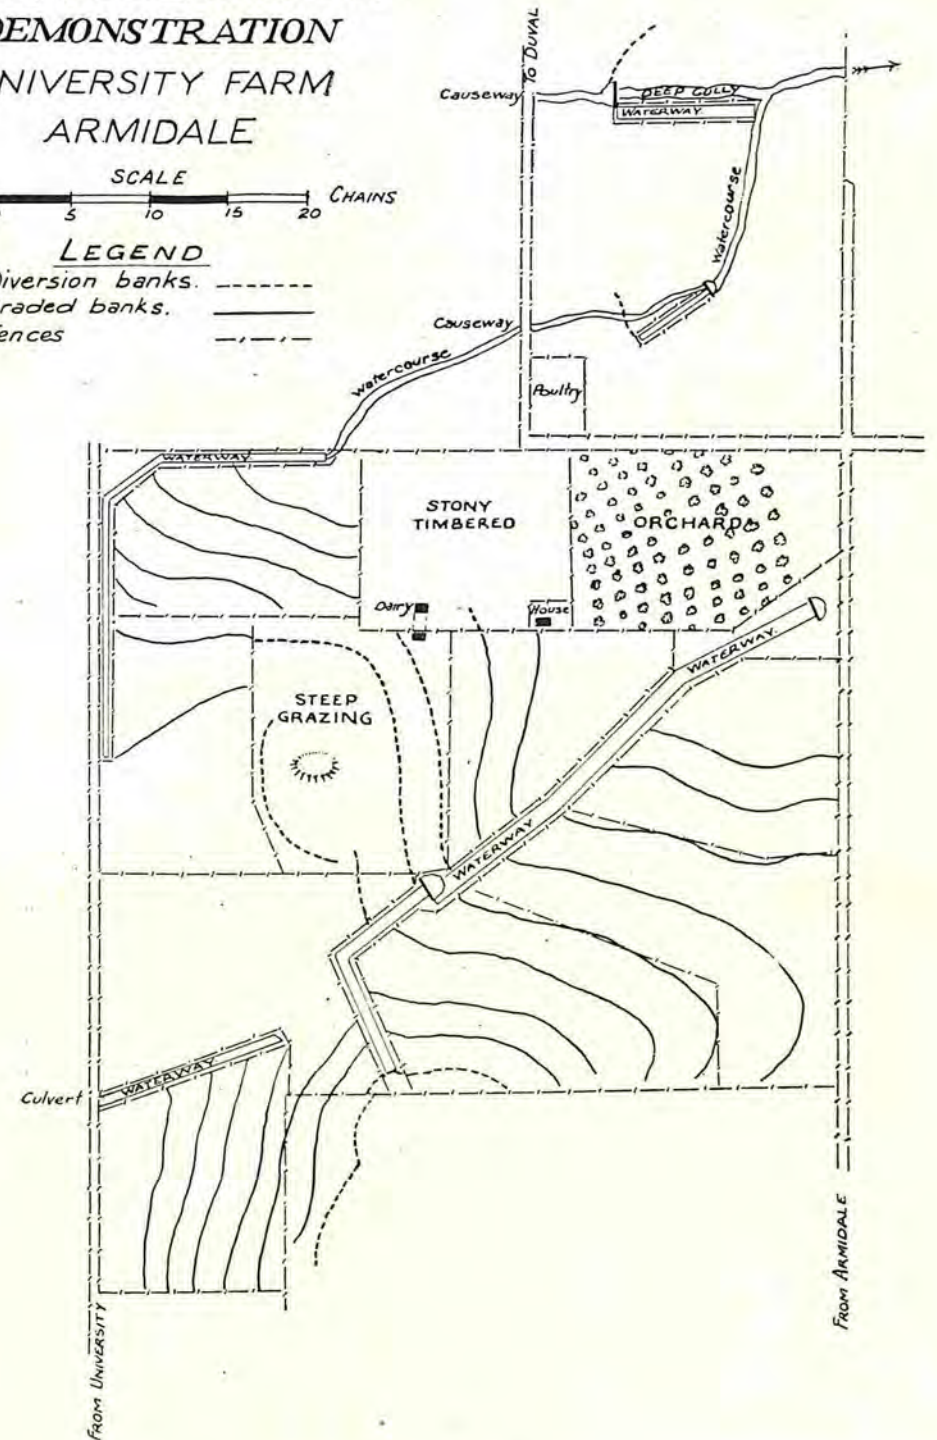 DEMONSTRATION
NIVERSITY FARM
ARMIDALE
SCALE
5 10 15 20 CHAINS
LEGEND
Diversion banks.
raded banks.
ences
To DUVAL
Causeway
DEEP GULLY
WATERWAY.
Watercourse
Causeway
Watercourse
Poultry
WATERWAY
STONY
TIMBERED
ORCHARD
Dairy
House
WATERWAY.
STEEP
GRAZING
WATERWAY
WATERWAY
Culvert
FROM ARMIDALE
FROM UNIVERSITY